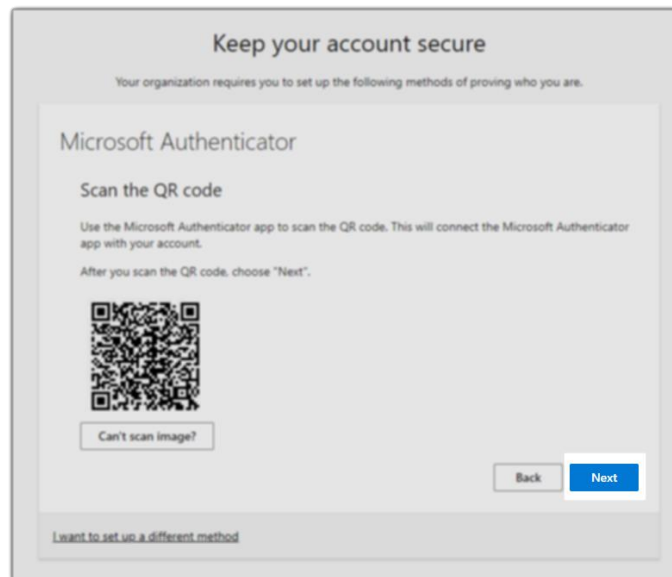 Keep your account secure
Your organization requires you to set up the following methods of proving who you are.
Microsoft Authenticator
Scan the QR code
Use the Microsoft Authenticator app to scan the QR code. This will connect the Microsoft Authenticator
app with your account.
After you scan the QR code, choose "Next".
Can't scan image?
Back
Next
I want to set up a different method